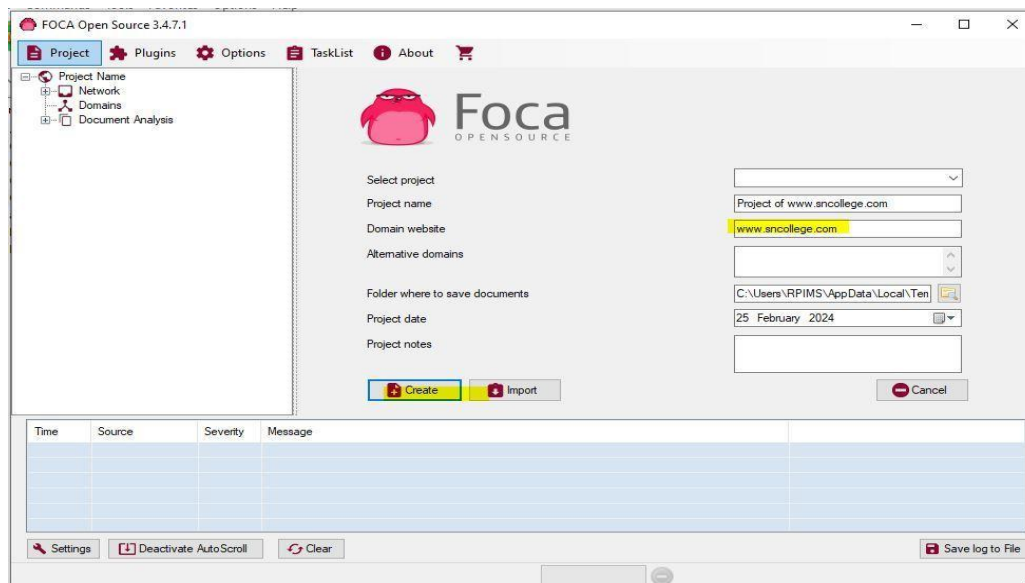 FOCA Open Source 3.4.7.1
Project Plugins Options TaskList About
Project Name
Network
Domains
Document Analysis
Foca
OPENSOURCE
Select project
Project name Project of www.sncollege.com
Domain website www.sncollege.com
Alternative domains
Folder where to save documents C:\Users\RPIMS\AppData\Local\Ten
Project date 25 February 2024
Project notes
Create Import Cancel
Time Source Severity Message
Settings Deactivate AutoScroll Clear Save log to File